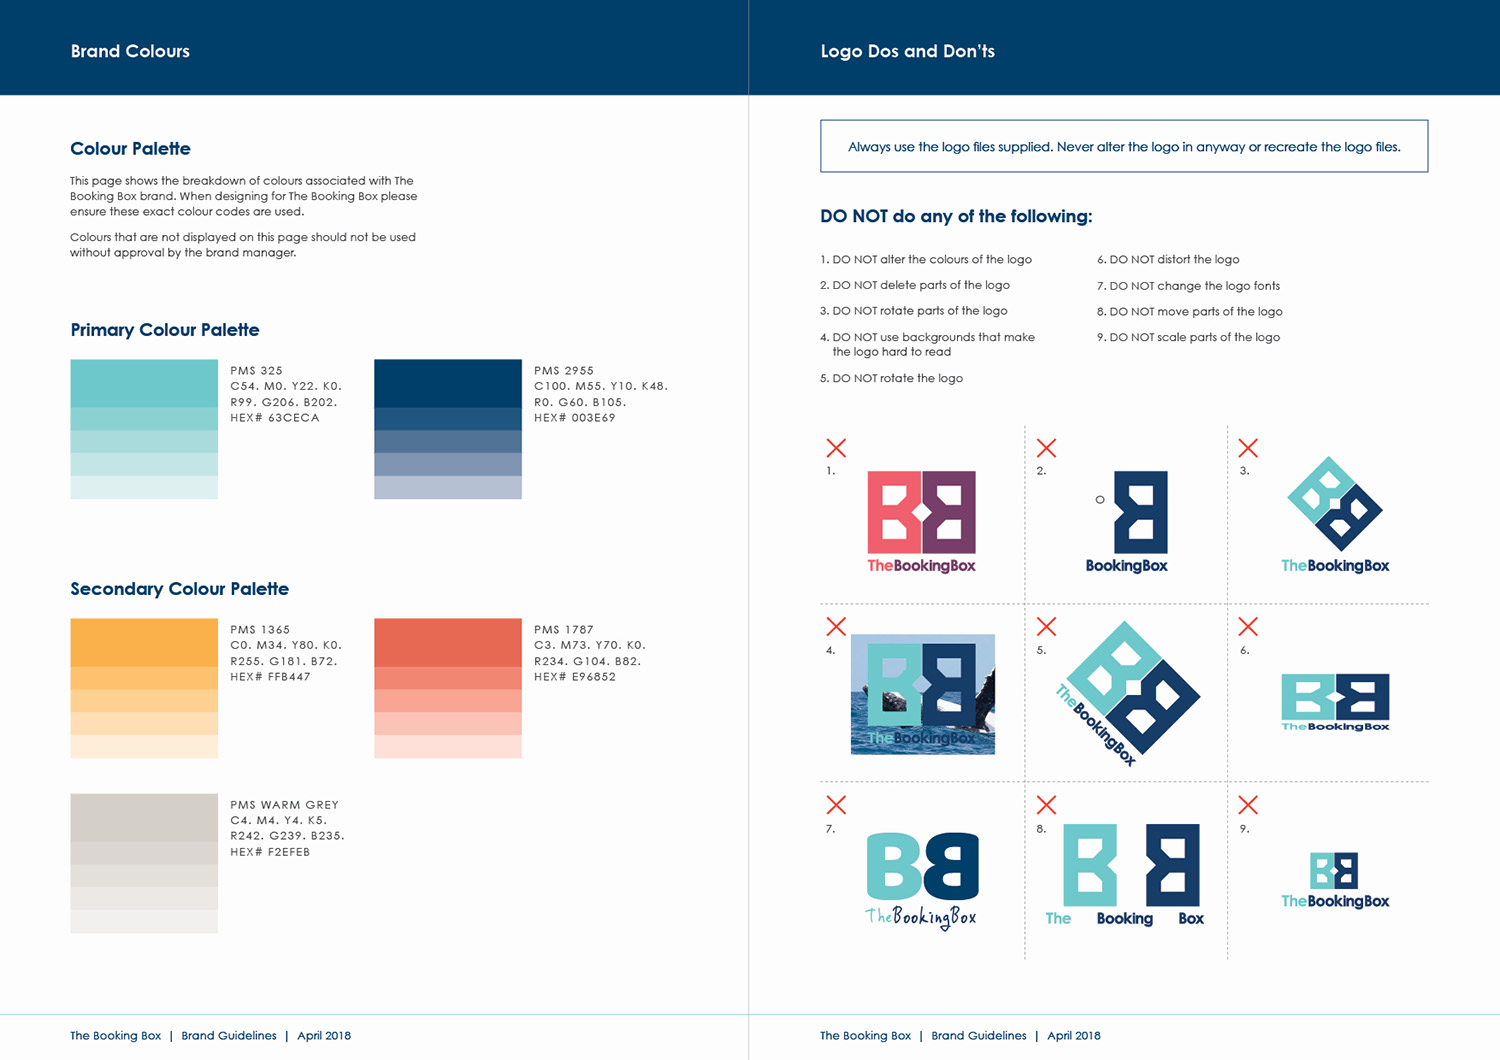 Brand Colours
Colour Palette
This page shows the breakdown of colours associated with The
Booking Box brand. When designing for The Booking Box please
ensure these exact colour codes are used.
Colours that are not displayed on this page should not be used
without approval by the brand manager.
Primary Colour Palette
PMS 325
C54. M0. Y22. K0.
R99. G206. B202.
HEX# 63CECA
PMS 2955
C100. M55. Y10. K48.
R0. G60. B105.
HEX# 003E69
Secondary Colour Palette
PMS 1365
C0. M34. Y80. K0.
R255. G181. B72.
HEX# FFB447
PMS 1787
C3. M73. Y70. K0.
R234. G104. B82.
HEX# E96852
PMS WARM GREY
C4. M4. Y4. K5.
R242. G239. B235.
HEX# F2EFEB
The Booking Box | Brand Guidelines | April 2018
Logo Dos and Don'ts
Always use the logo files supplied. Never alter the logo in anyway or recreate the logo files.
DO NOT do any of the following:
1. DO NOT alter the colours of the logo
2. DO NOT delete parts of the logo
3. DO NOT rotate parts of the logo
4. DO NOT use backgrounds that make
the logo hard to read
5. DO NOT rotate the logo
6. DO NOT distort the logo
7. DO NOT change the logo fonts
8. DO NOT move parts of the logo
9. DO NOT scale parts of the logo
1.
TheBookingBox
2.
BookingBox
3.
TheBookingBox
4.
TheBookingBox
5.
TheBookingBox
6.
TheBookingBox
7.
TheBookingBox
8.
The Booking Box
9.
TheBookingBox
The Booking Box | Brand Guidelines | April 2018